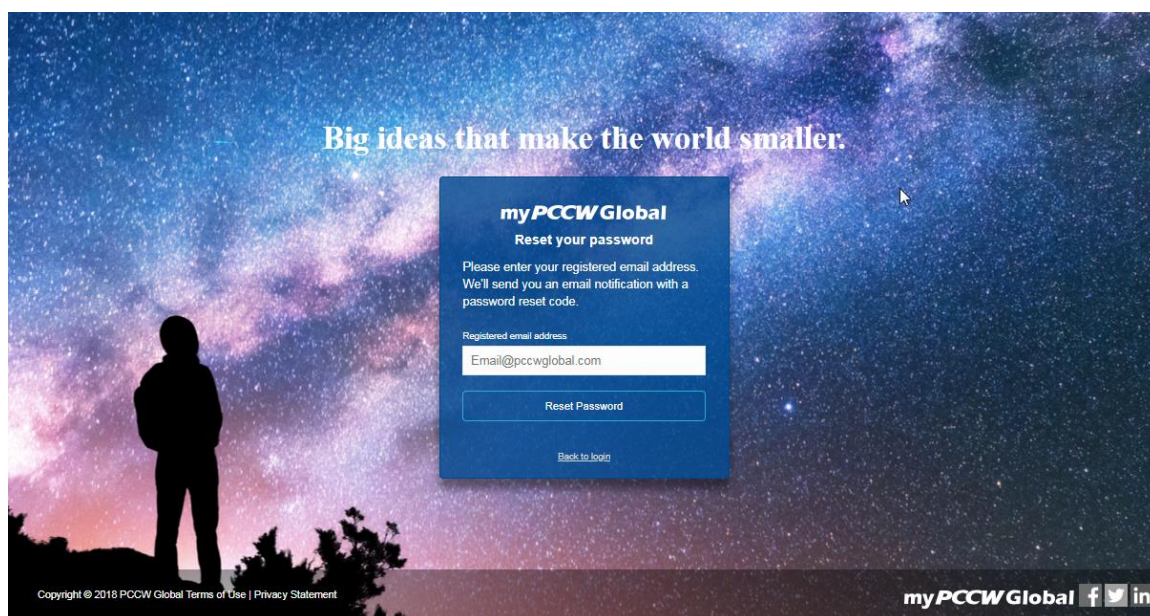 Big ideas that make the world smaller.
myPCCWGlobal
Reset your password
Please enter your registered email address.
We'll send you an email notification with a
password reset code.
Registered email address
Email@pccwglobal.com
Reset Password
Back to login
Copyright © 2018 PCCW Global Terms of Use | Privacy Statement
myPCCWGlobal f in